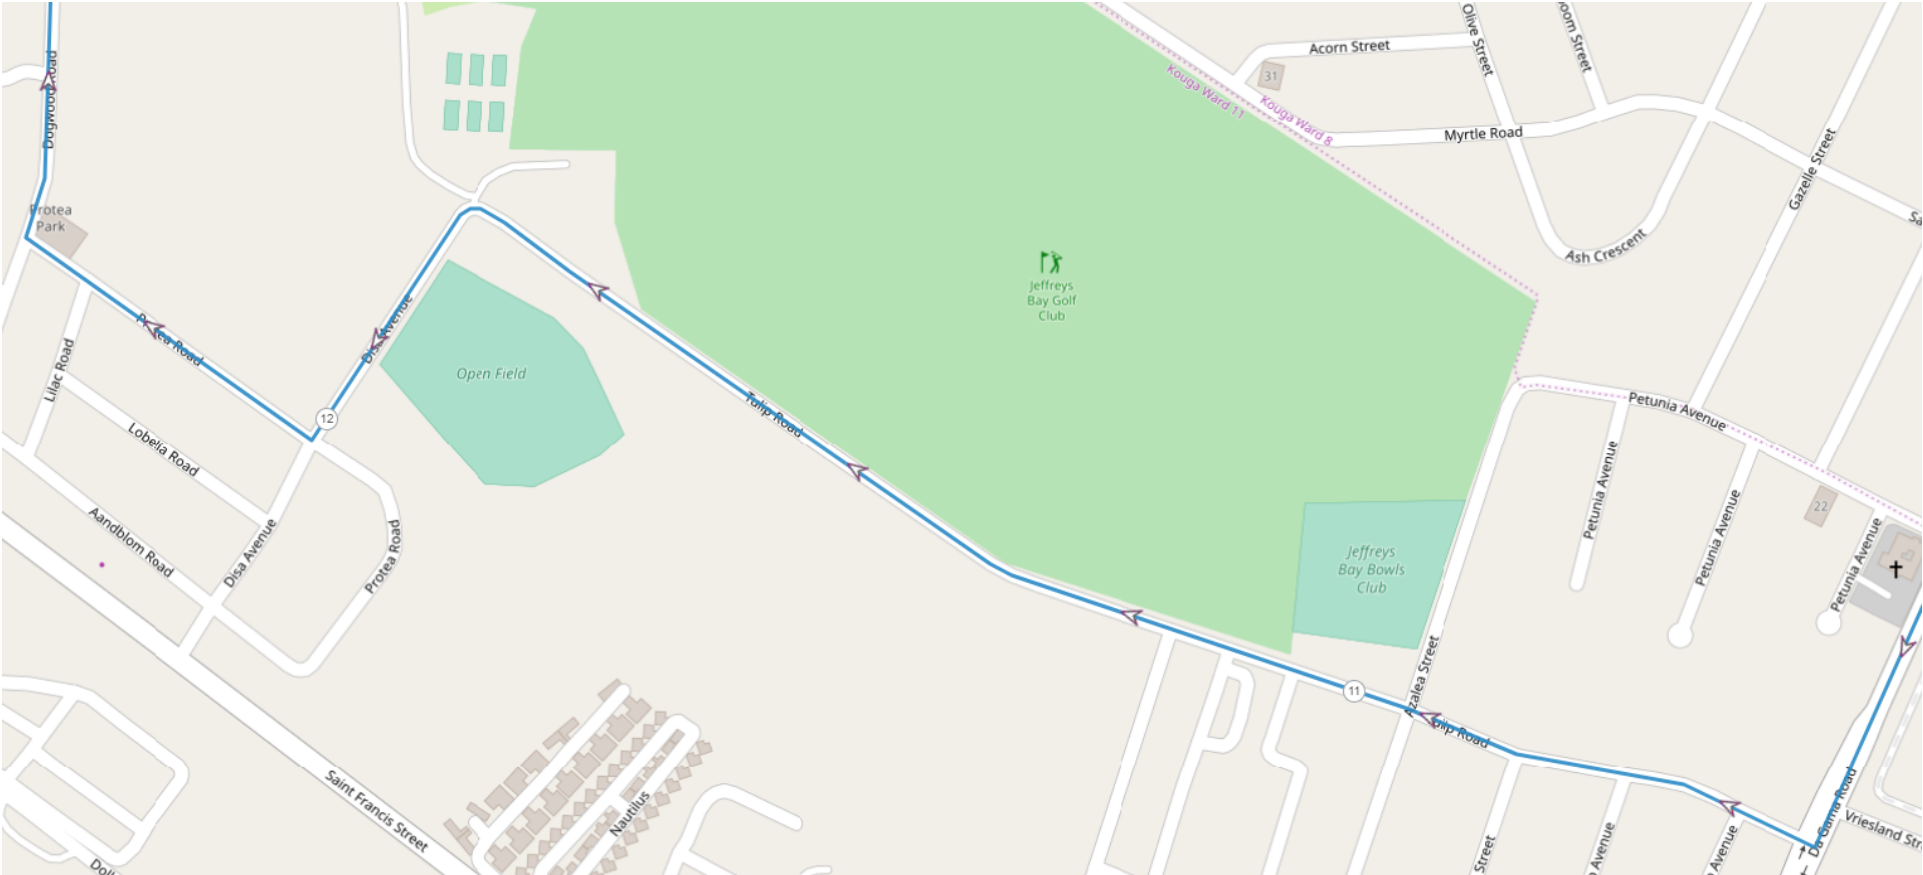 Acorn Street
Olive Street
31
Kouga Ward 11
Kouga Ward 8
Myrtle Road
Gazelle Street
Ash Crescent
Dogwood Road
Protea
Park
Jeffreys
Bay Golf
Club
Disa Avenue
Protea Road
Lilac Road
12
Open Field
Tulip Road
Petunia Avenue
Lobelia Road
Petunia Avenue
Petunia Avenue
22
Petunia Avenue
Aandblom Road
Disa Avenue
Protea Road
Jeffreys
Bay Bowls
Club
Azalea Street
11
Tulip Road
Saint Francis Street
Nautilus
Da Gama Road
Street
Avenue
Avenue